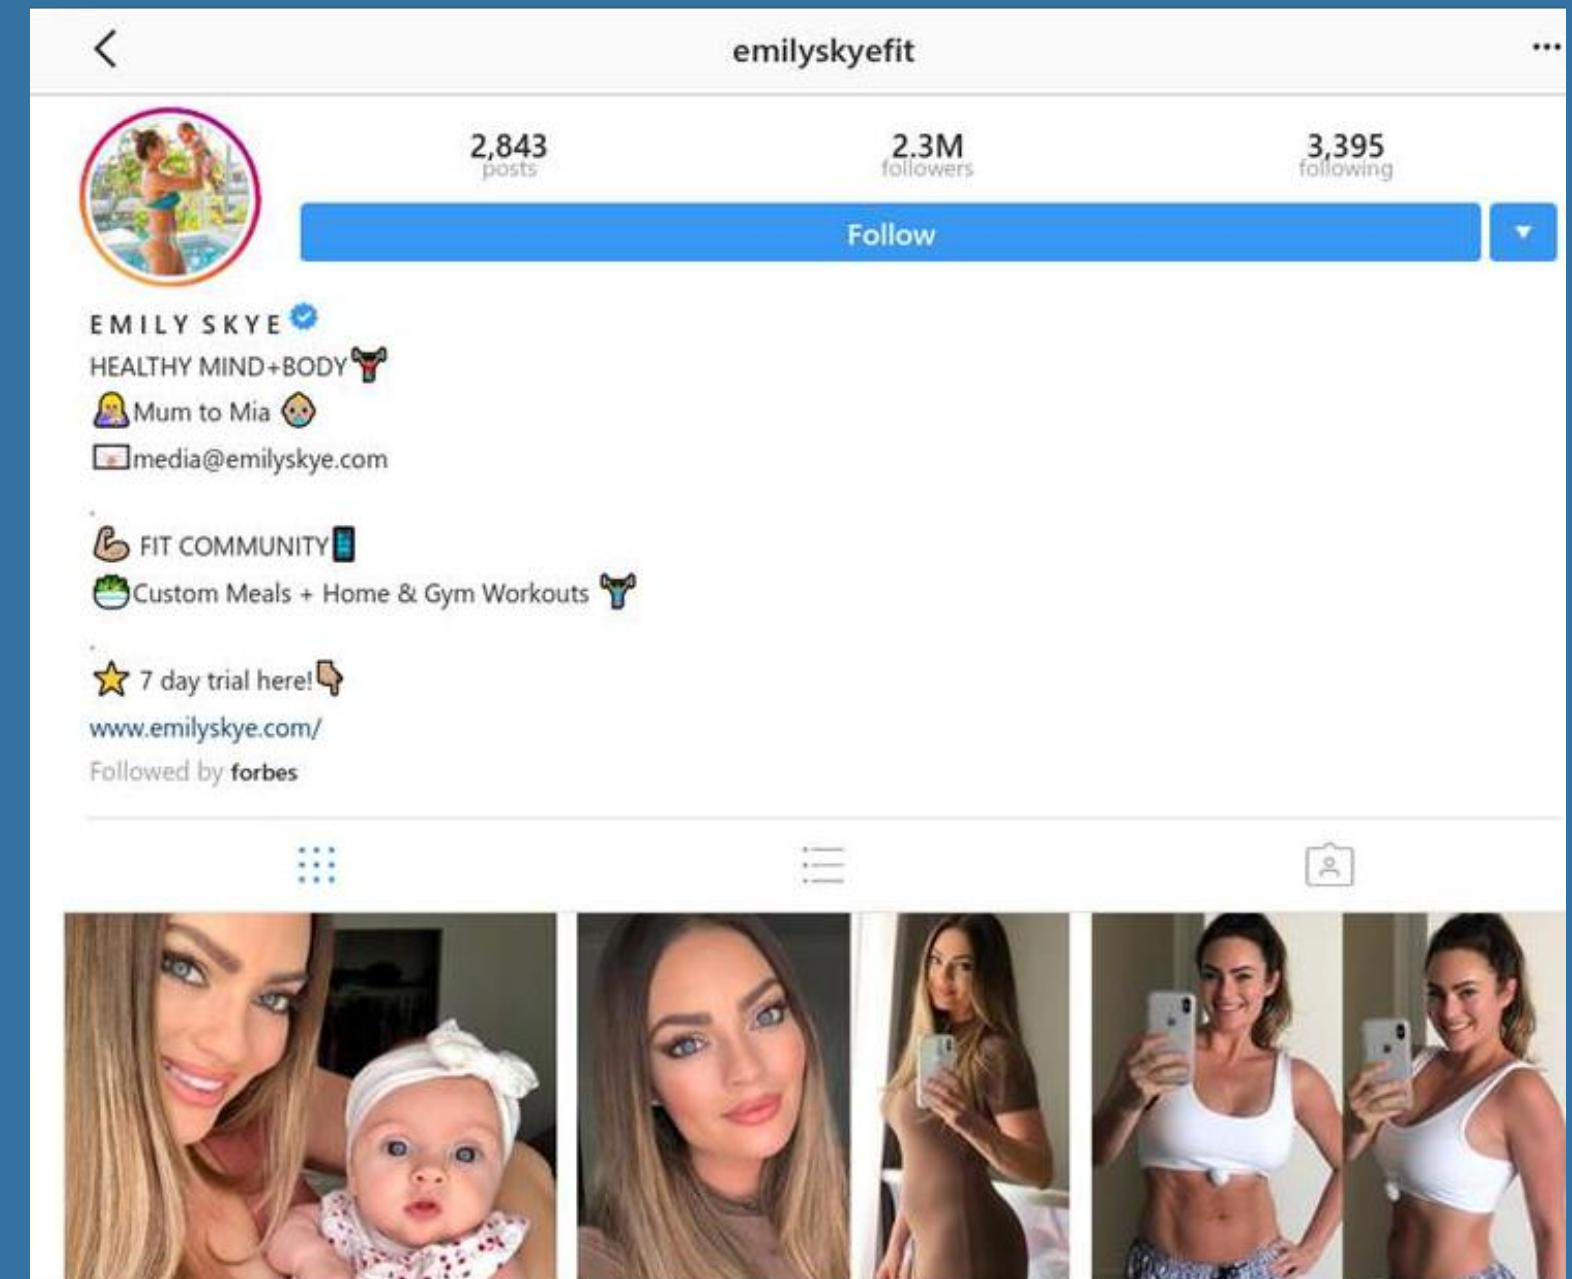 emilyskyefit
2,843 2.3M 3,395
posts followers following
Follow
EMILY SKYE
HEALTHY MIND+BODY
Mum to Mia
media@emilyskye.com
.
FIT COMMUNITY
Custom Meals + Home & Gym Workouts
.
7 day trial here!
www.emilyskye.com/
Followed by forbes